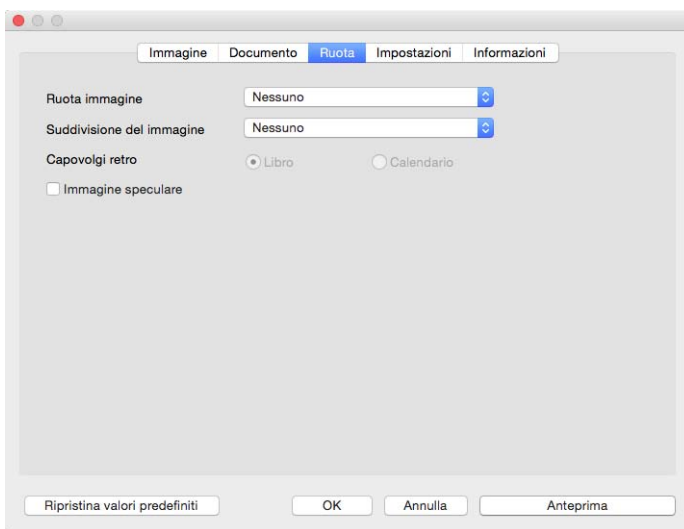 Immagine Documento Ruota Impostazioni Informazioni
Ruota immagine Nessuno
Suddivisione del immagine Nessuno
Capovolgi retro Libro Calendario
Immagine speculare
Ripristina valori predefiniti OK Annulla Anteprima